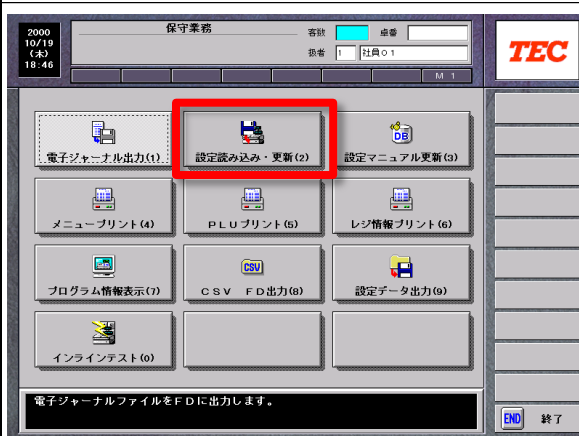 2000
10/19
(木)
18:46
保守業務
客数
卓番
扱者 1 社員01
M 1
TEC
電子ジャーナル出力(1)
設定読み込み・更新(2)
DB
設定マニュアル更新(3)
メニュープリント(4)
PLUプリント(5)
レジ情報プリント(6)
プログラム情報表示(7)
CSV
CSV FD出力(8)
設定データ出力(9)
インラインテスト(0)
電子ジャーナルファイルをFDに出力します。
END 終了